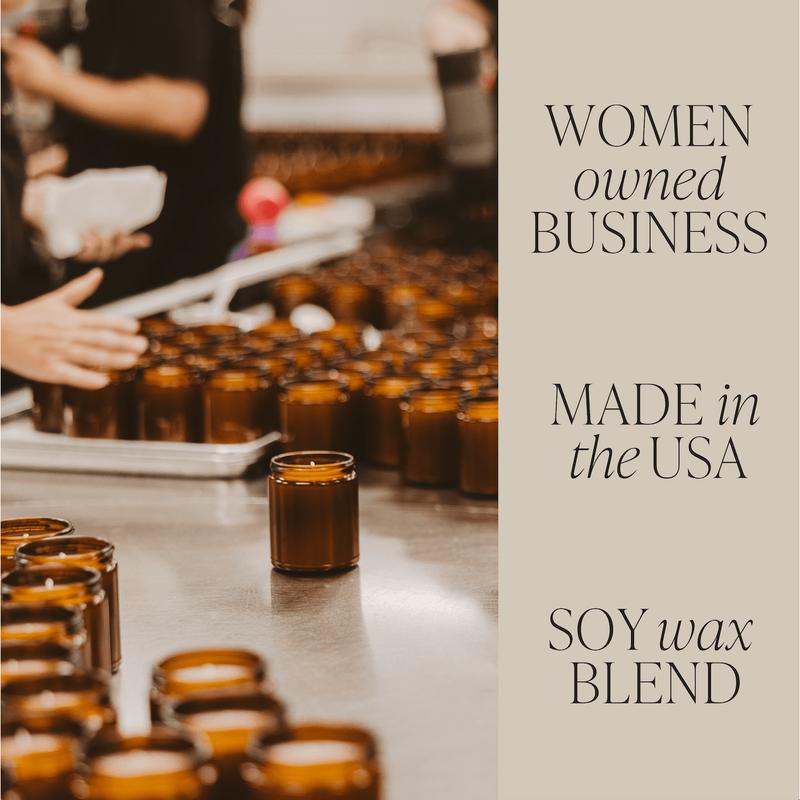 WOMEN
owned
BUSINESS
MADE in
the USA
SOY wax
BLEND